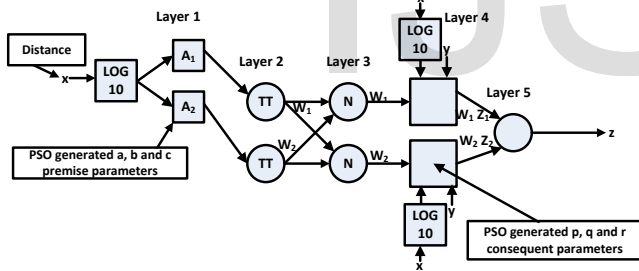 Layer 1
x
Layer 4
Distance
LOG
10
y
A1
Layer 2
Layer 3
x
LOG
10
Layer 5
A2
TT
W1
N
W1
W1 Z1
z
PSO generated a, b and c
premise parameters
TT
W2
N
W2
W2 Z2
y
LOG
10
x
PSO generated p, q and r
consequent parameters